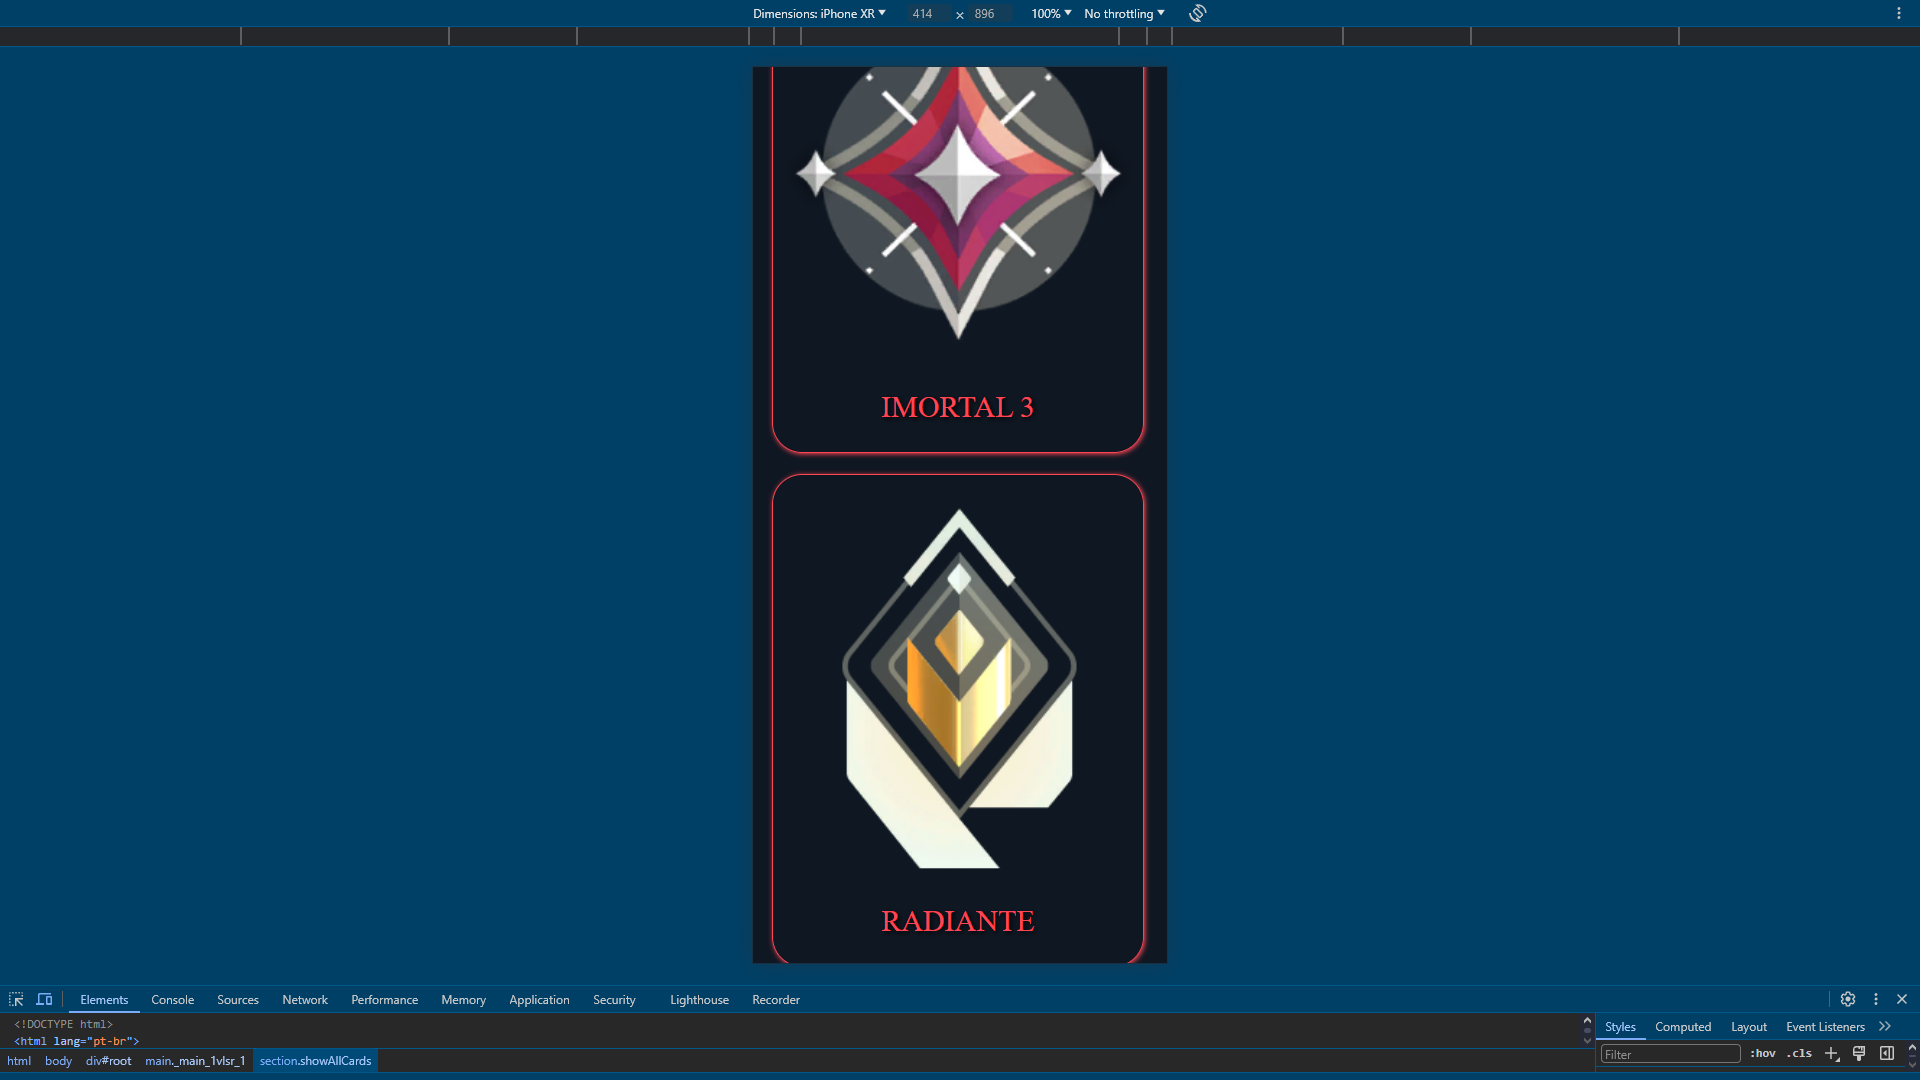 Dimensions: iPhone XR 414 × 896 100% No throttling
IMORTAL 3
RADIANTE
Elements Console Sources Network Performance Memory Application Security Lighthouse Recorder
<!DOCTYPE html>
<html lang="pt-br">
html body div#root main._main_1vlsr_1 section.showAllCards
Styles Computed Layout Event Listeners
Filter :hov .cls